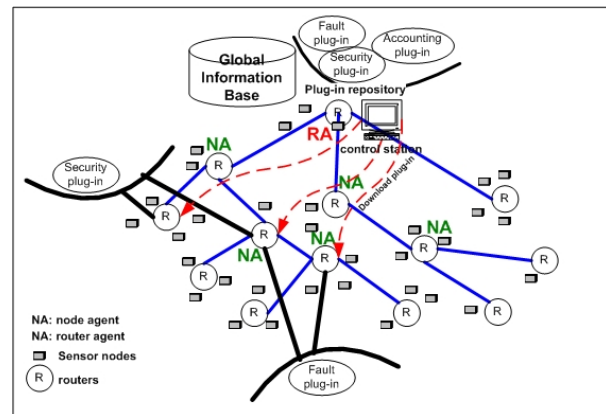 Fault
plug-in
Accounting
plug-in
Security
plug-in
Global
Information
Base
Plug-in repository
R
RA
control station
NA
R
Security
plug-in
NA
R
Download plug-in
R
R
R
NA
NA
R
NA
R
R
R
R
R
R
Fault
plug-in
NA: node agent
NA: router agent
Sensor nodes
R routers